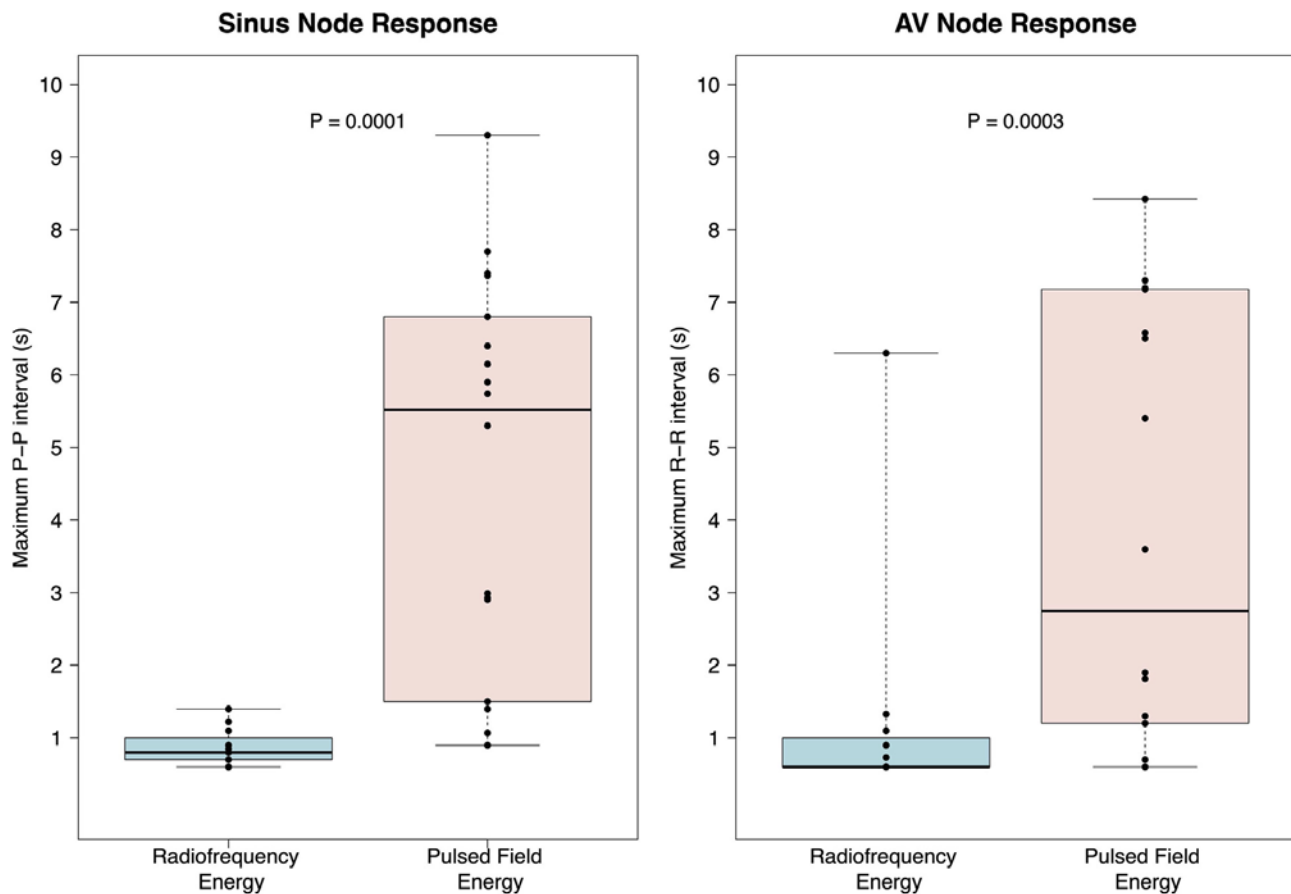 Sinus Node Response
Maximum P–P interval (s)
10
9
8
7
6
5
4
3
2
1
P = 0.0001
Radiofrequency
Energy
Pulsed Field
Energy
AV Node Response
Maximum R–R interval (s)
10
9
8
7
6
5
4
3
2
1
P = 0.0003
Radiofrequency
Energy
Pulsed Field
Energy